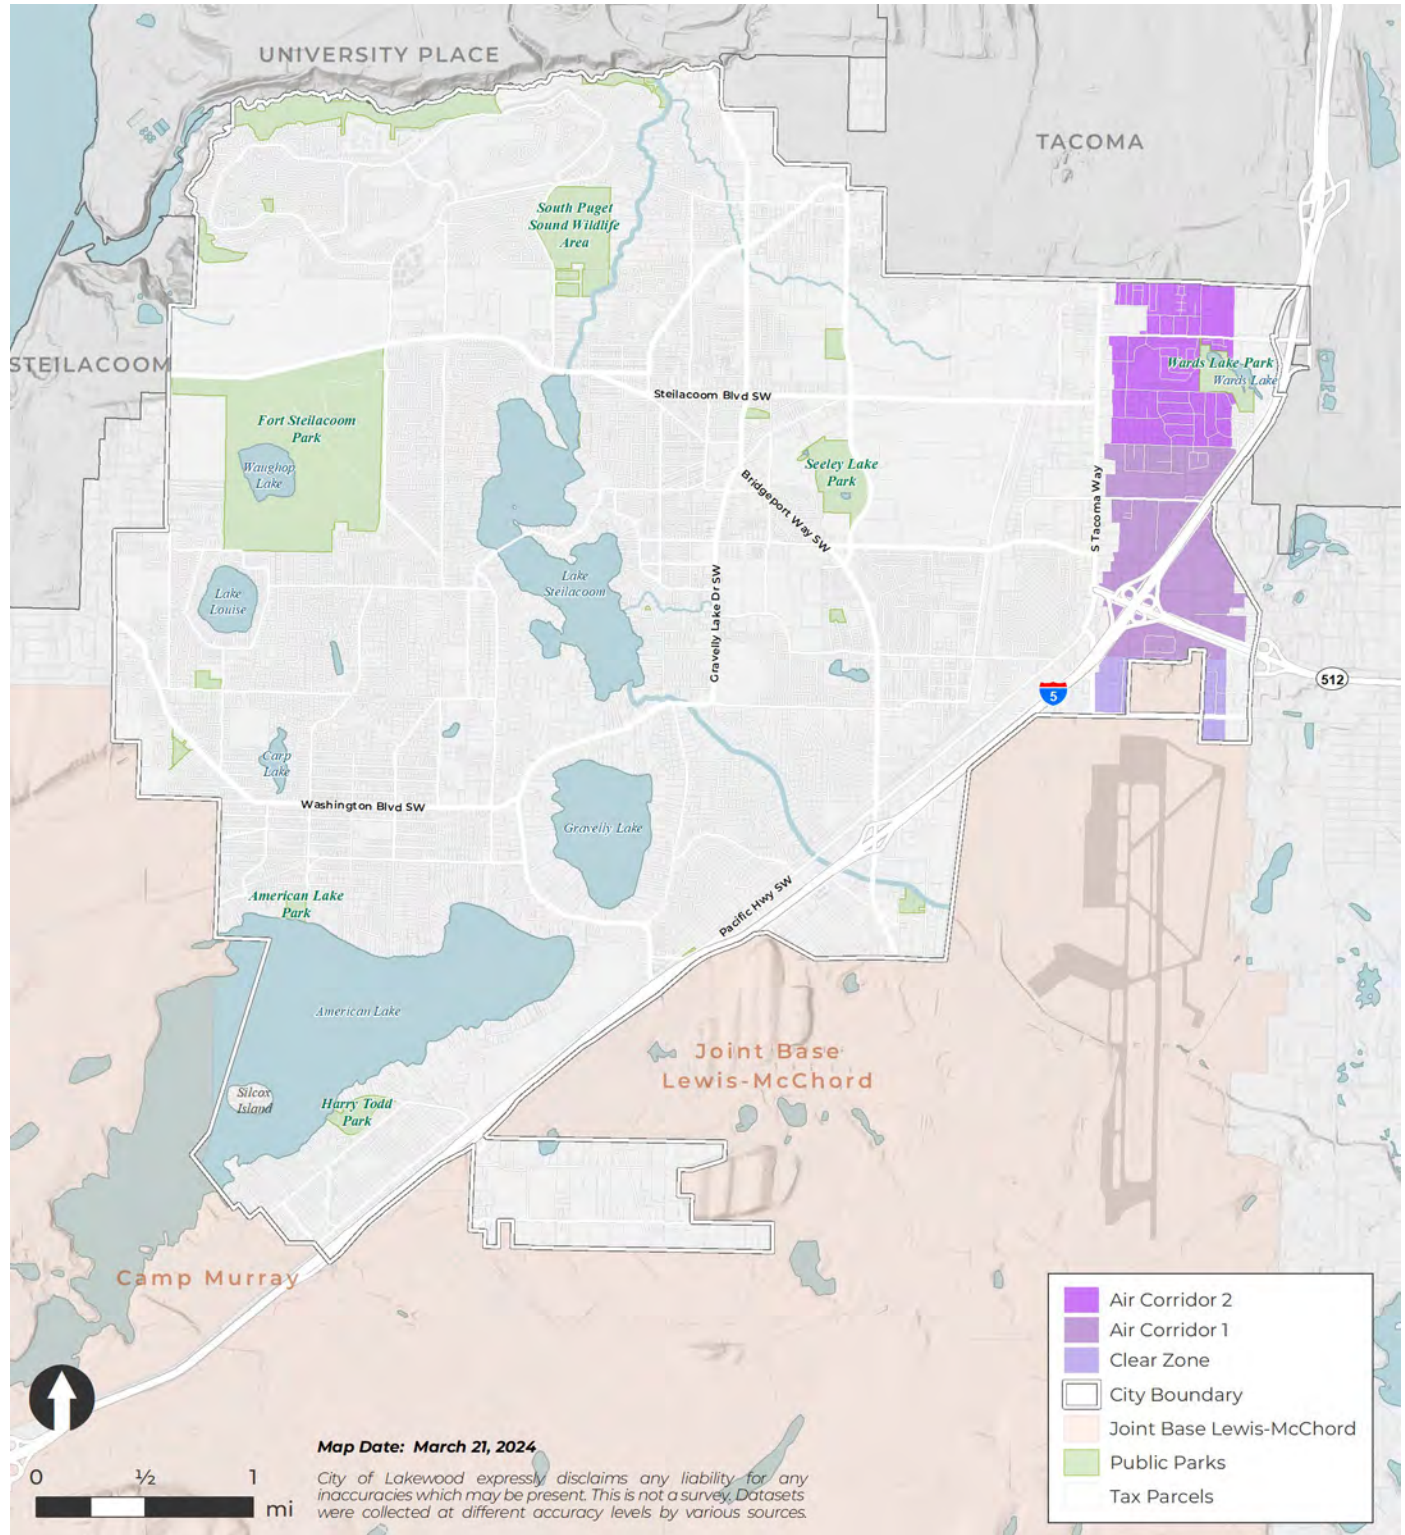 UNIVERSITY PLACE
TACOMA
South Puget
Sound Wildlife
Area
STEILACOOM
Wards Lake Park
Wards Lake
Steilacoom Blvd SW
Fort Steilacoom
Park
Waughop
Lake
Seeley Lake
Park
Bridgeport Way SW
S Tacoma Way
Lake
Louise
Lake
Steilacoom
Gravelly Lake Dr SW
512
5
Carp
Lake
Washington Blvd SW
Gravelly Lake
American Lake
Park
Pacific Hwy SW
American Lake
Joint Base
Lewis-McChord
Silcox
Island
Harry Todd
Park
Camp Murray
Air Corridor 2
Air Corridor 1
Clear Zone
City Boundary
Joint Base Lewis-McChord
Public Parks
Tax Parcels
0 ½ 1
mi
Map Date: March 21, 2024
City of Lakewood expressly disclaims any liability for any
inaccuracies which may be present. This is not a survey. Datasets
were collected at different accuracy levels by various sources.